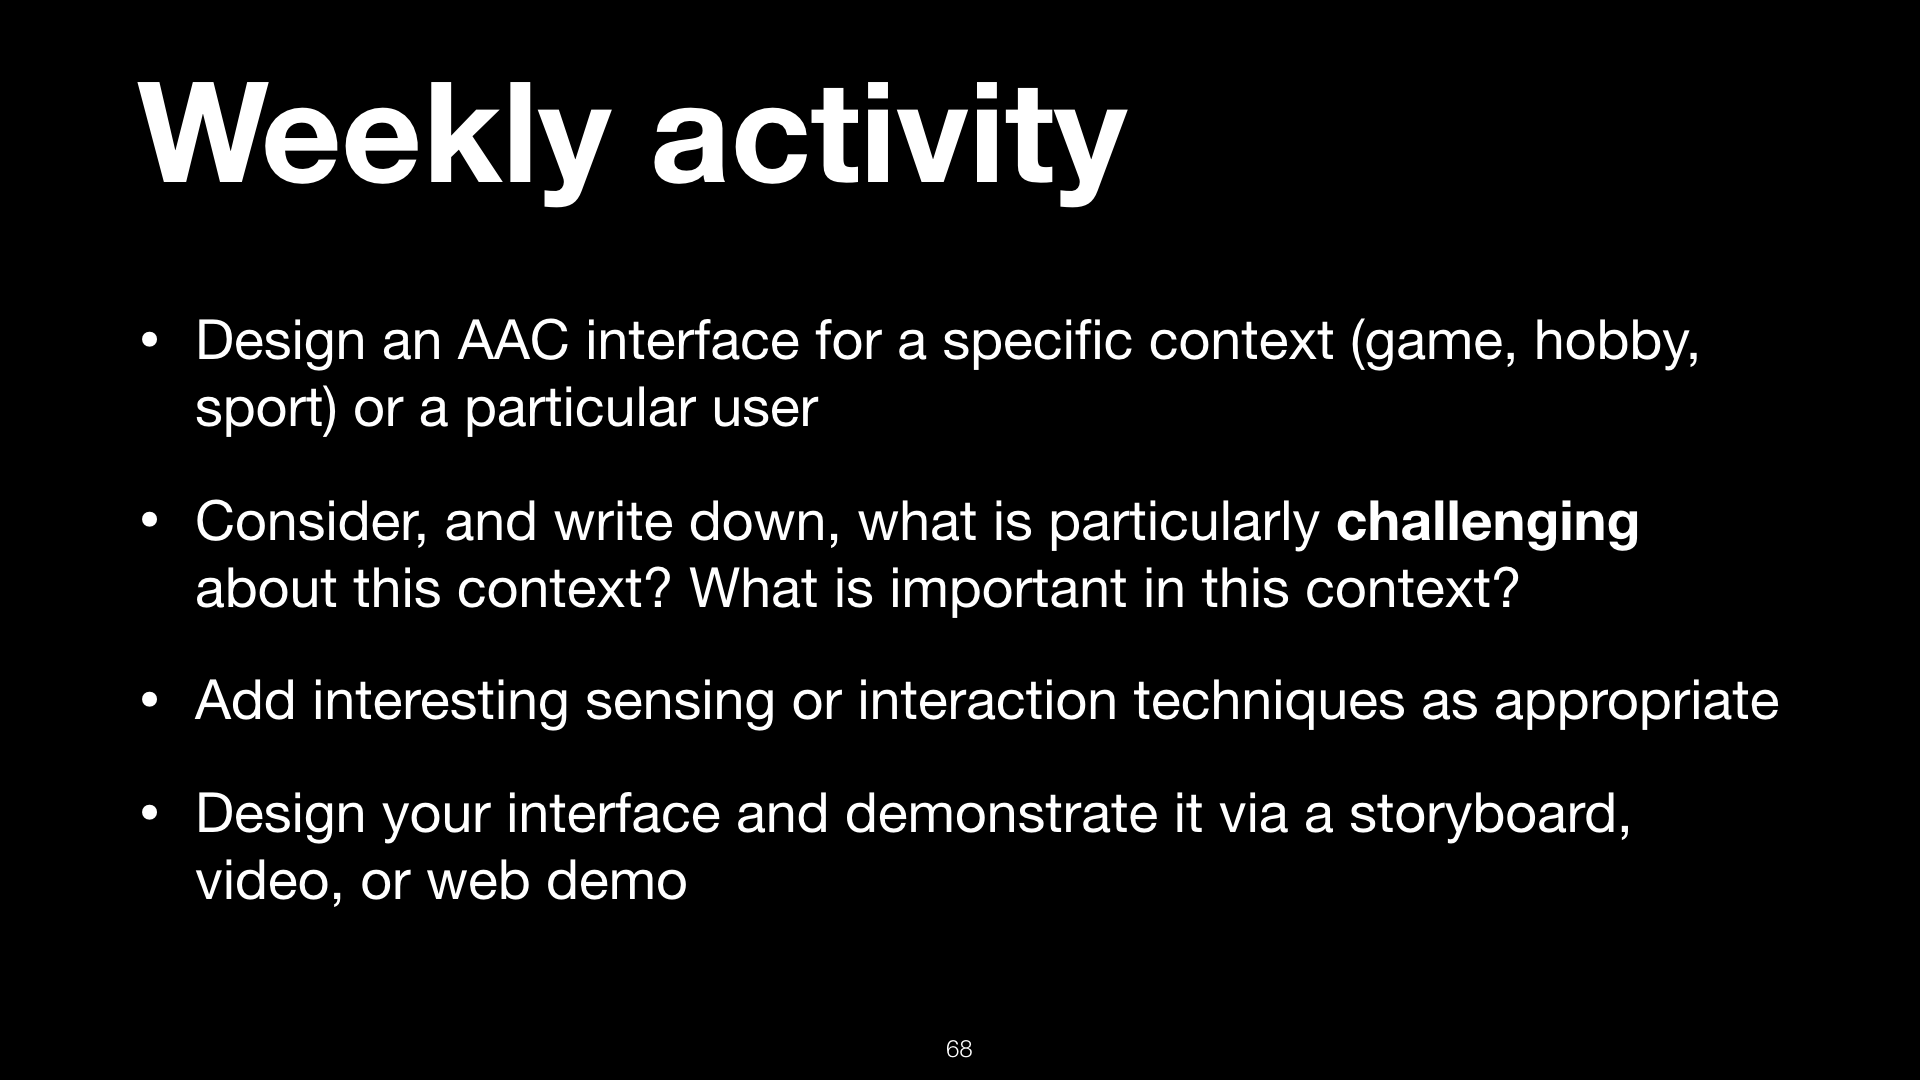 Weekly activity
• Design an AAC interface for a specific context (game, hobby,
sport) or a particular user
• Consider, and write down, what is particularly challenging
about this context? What is important in this context?
• Add interesting sensing or interaction techniques as appropriate
• Design your interface and demonstrate it via a storyboard,
video, or web demo
68